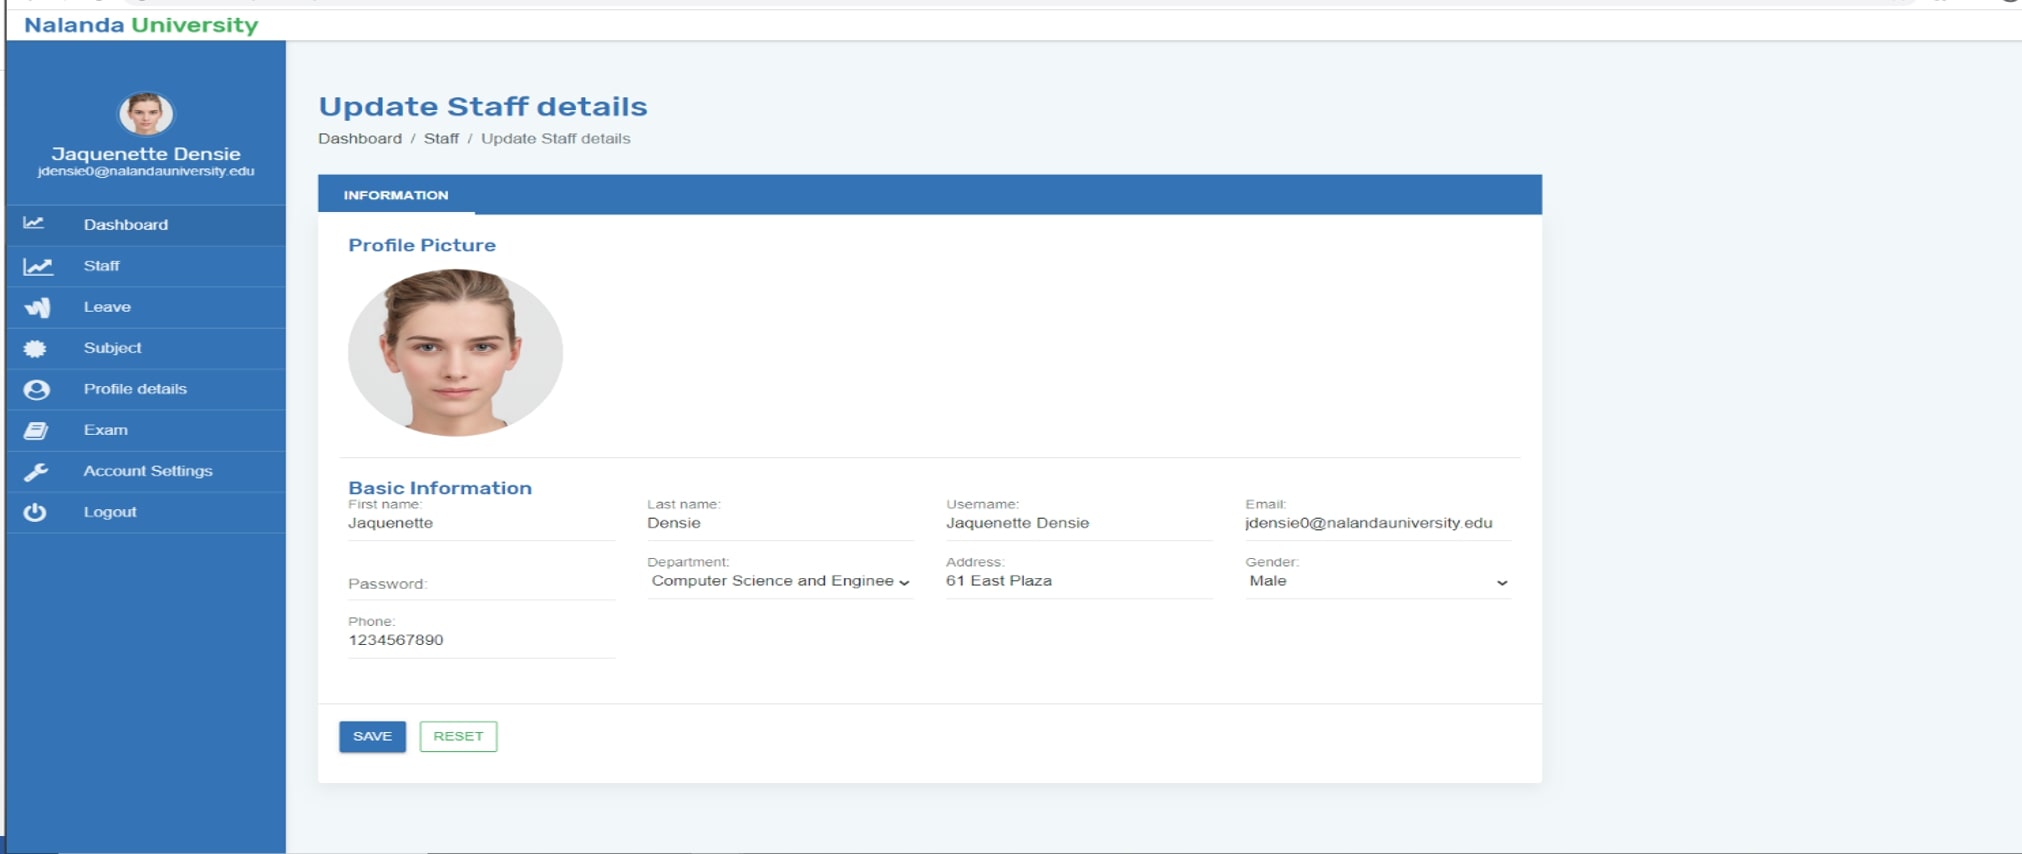 Nalanda University
Jaquenette Densie
jdensie0@nalandauniversity.edu
Dashboard
Staff
Leave
Subject
Profile details
Exam
Account Settings
Logout
Update Staff details
Dashboard / Staff / Update Staff details
INFORMATION
Profile Picture
Basic Information
First name: Last name: Username: Email:
Jaquenette Densie Jaquenette Densie jdensie0@nalandauniversity.edu
Department: Address: Gender:
Password: Computer Science and Enginee 61 East Plaza Male
Phone:
1234567890
SAVE RESET